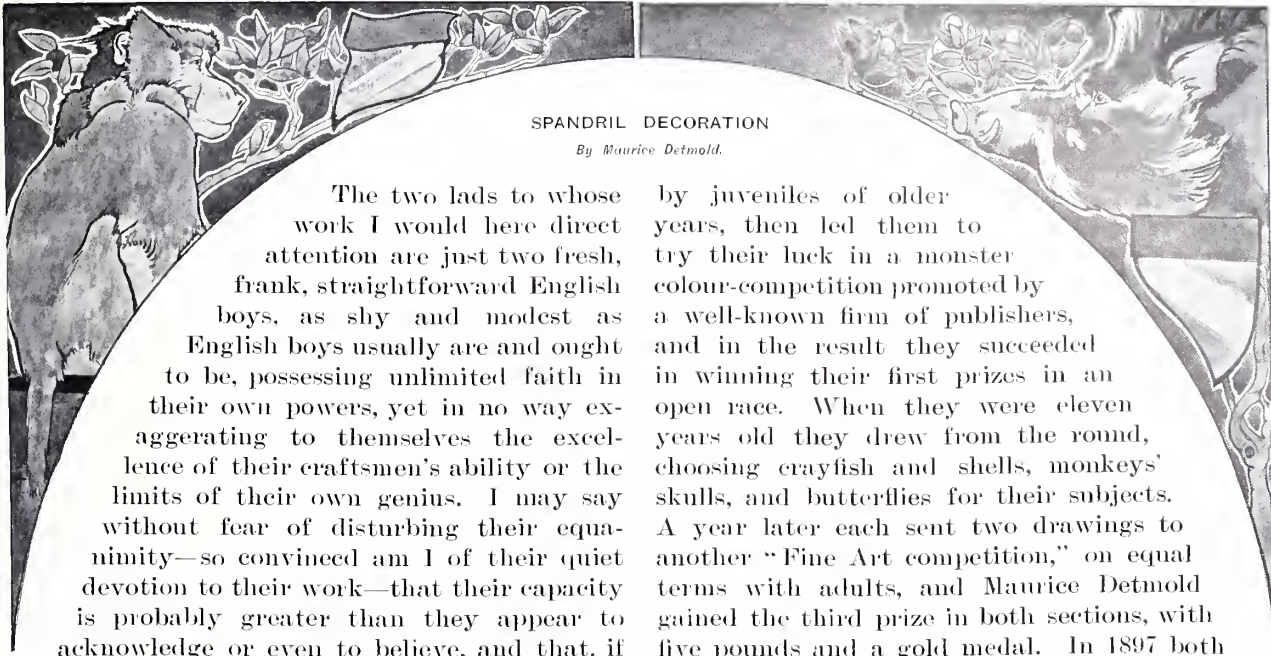 SPANDRIL DECORATION
By Maurice Detmold.
The two lads to whose
work I would here direct
attention are just two fresh,
frank, straightforward English
boys, as shy and modest as
English boys usually are and ought
to be, possessing unlimited faith in
their own powers, yet in no way ex-
aggerating to themselves the excel-
lence of their craftsmen's ability or the
limits of their own genius. I may say
without fear of disturbing their equa-
nimity—so convinced am I of their quiet
devotion to their work—that their capacity
is probably greater than they appear to
acknowledge or even to believe, and that, if
by juveniles of older
years, then led them to
try their luck in a monster
colour-competition promoted by
a well-known firm of publishers,
and in the result they succeeded
in winning their first prizes in an
open race. When they were eleven
years old they drew from the round,
choosing crayfish and shells, monkeys'
skulls, and butterflies for their subjects.
A year later each sent two drawings to
another "Fine Art competition," on equal
terms with adults, and Maurice Detmold
gained the third prize in both sections, with
five pounds and a gold medal. In 1897 both